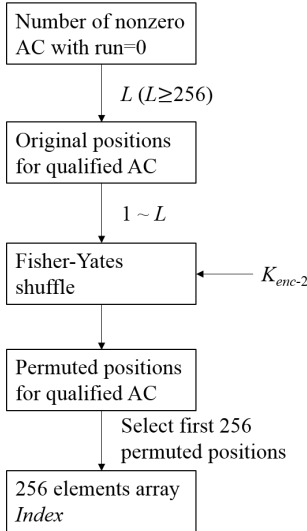 Number of nonzero
AC with run=0
L (L≥256)
Original positions
for qualified AC
1 ~ L
Fisher-Yates
shuffle
K_enc-2
Permuted positions
for qualified AC
Select first 256
permuted positions
256 elements array
Index